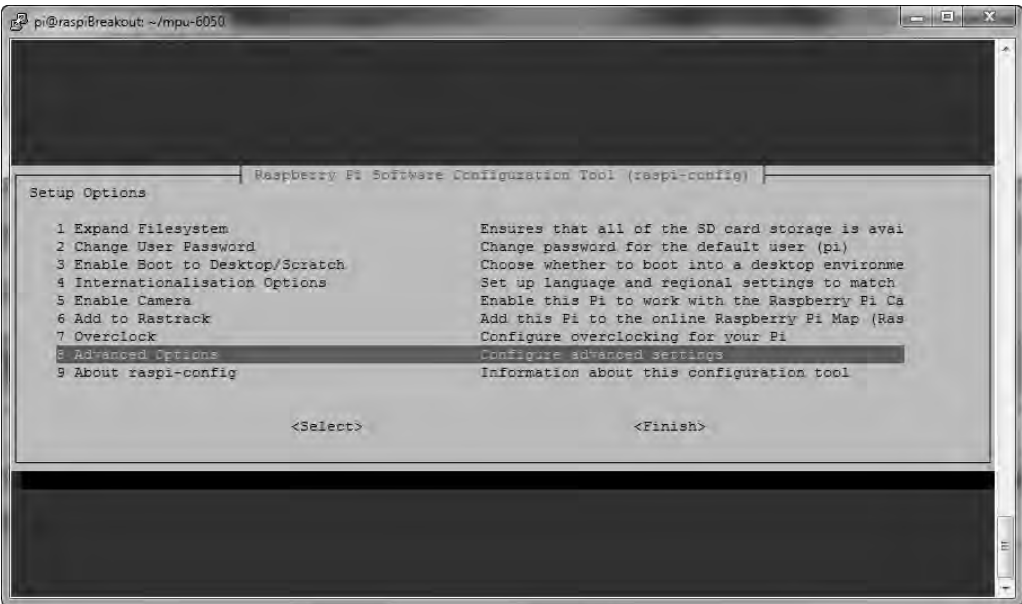 pi@raspiBreakout: ~/mpu-6050
Raspberry Pi Software Configuration Tool (raspi-config)
Setup Options
1 Expand Filesystem Ensures that all of the SD card storage is avai
2 Change User Password Change password for the default user (pi)
3 Enable Boot to Desktop/Scratch Choose whether to boot into a desktop environme
4 Internationalisation Options Set up language and regional settings to match
5 Enable Camera Enable this Pi to work with the Raspberry Pi Ca
6 Add to Rastrack Add this Pi to the online Raspberry Pi Map (Ras
7 Overclock Configure overclocking for your Pi
8 Advanced Options Configure advanced settings
9 About raspi-config Information about this configuration tool
<Select> <Finish>